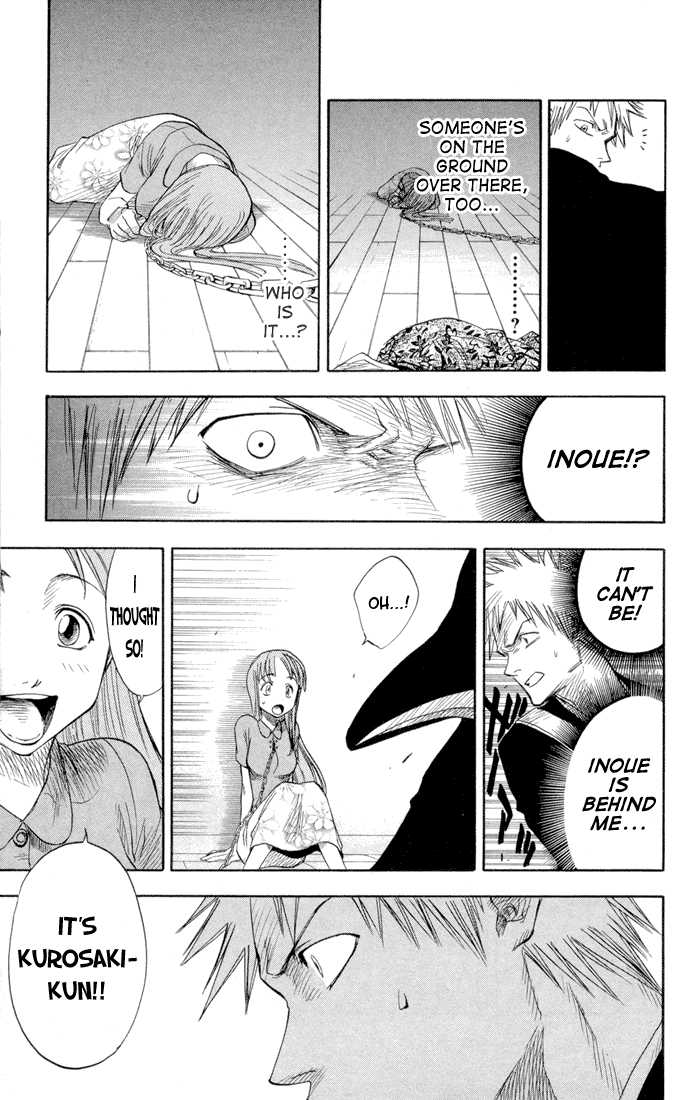 SOMEONE'S
ON THE
GROUND
OVER THERE,
TOO...
......?
......
WHO
IS
IT...?
INOUE!?
IT
CAN'T
BE!
INOUE IS
BEHIND
ME...
OH...!
I
THOUGHT
SO!
IT'S
KUROSAKI-
KUN!!